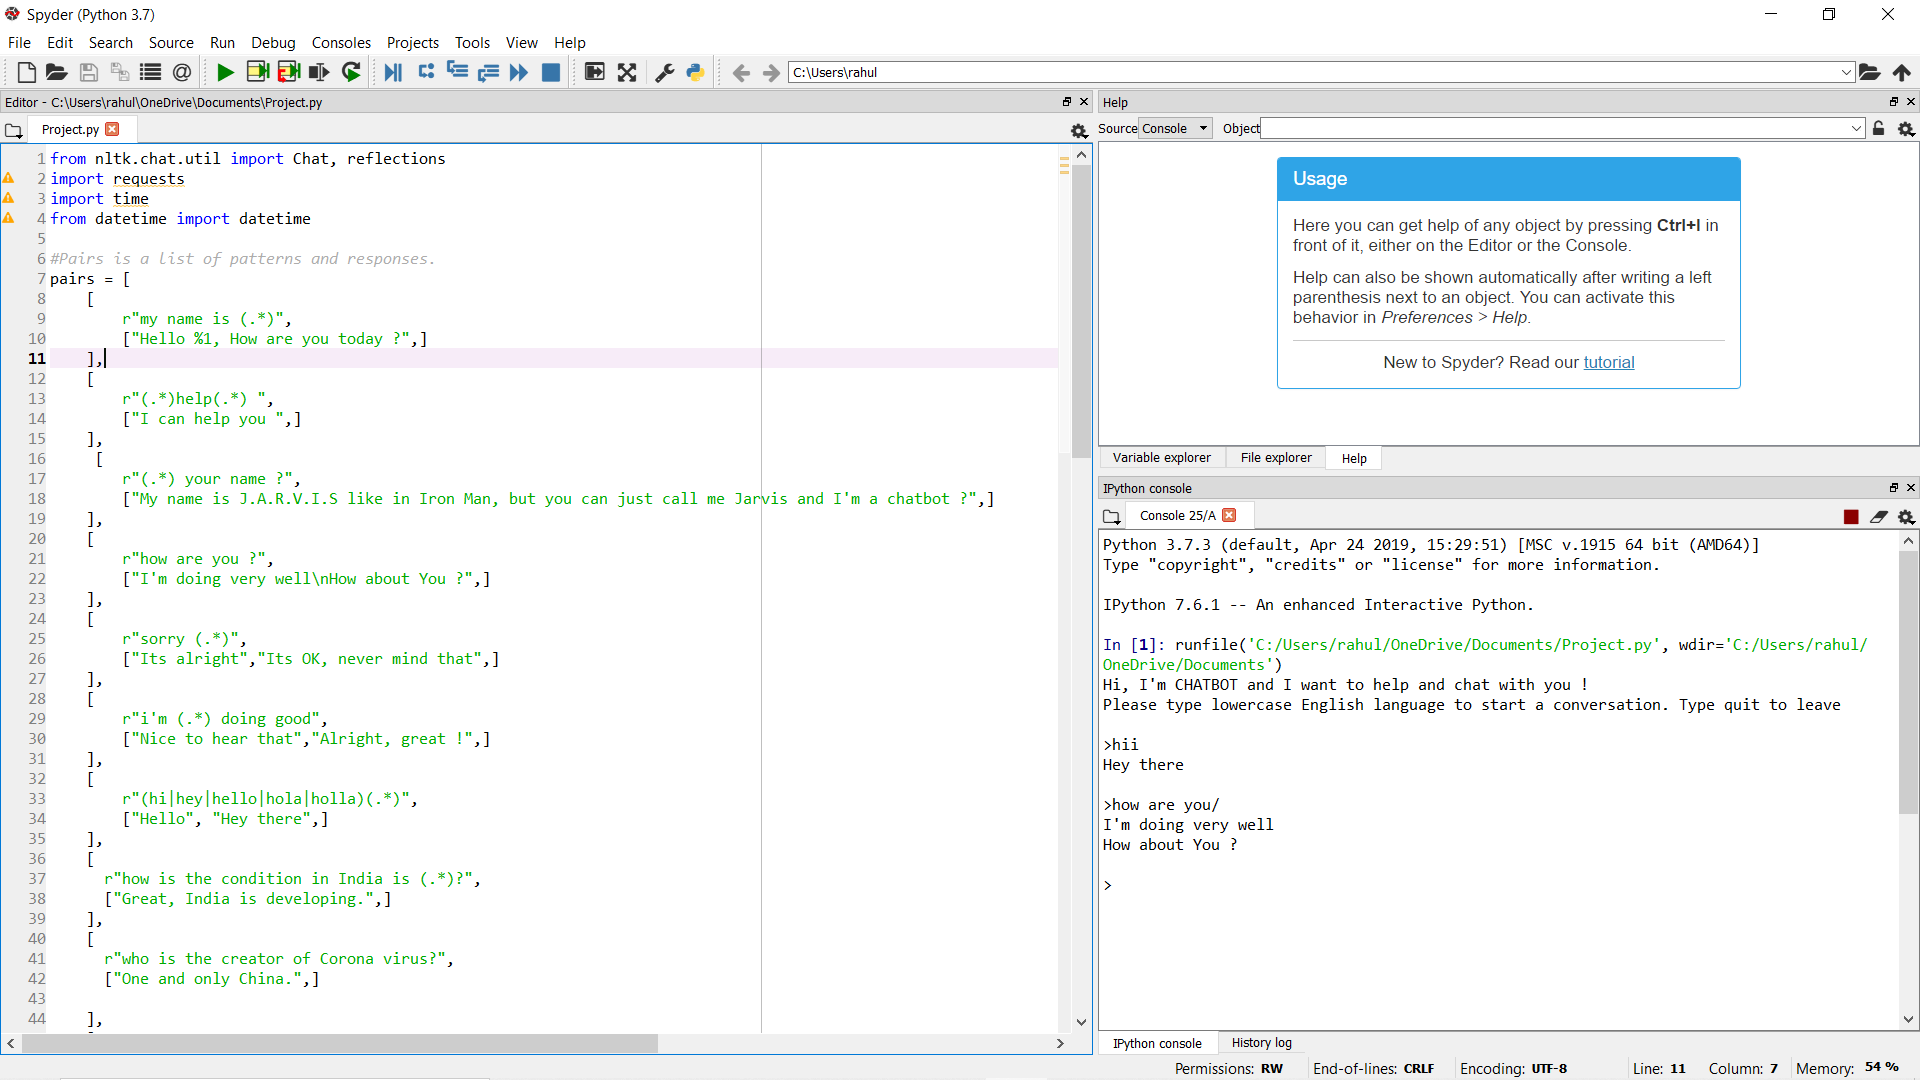 Spyder (Python 3.7)
File Edit Search Source Run Debug Consoles Projects Tools View Help
C:\Users\rahul
Editor - C:\Users\rahul\OneDrive\Documents\Project.py
Project.py
1 from nltk.chat.util import Chat, reflections
2 import requests
3 import time
4 from datetime import datetime
5
6 #Pairs is a list of patterns and responses.
7 pairs = [
8     [
9         r"my name is (.*)",
10         ["Hello %1, How are you today ?",]
11     ],
12     [
13         r"(.*)help(.*) ",
14         ["I can help you ",]
15     ],
16      [
17         r"(.*) your name ?",
18         ["My name is J.A.R.V.I.S like in Iron Man, but you can just call me Jarvis and I'm a chatbot ?",]
19     ],
20     [
21         r"how are you ?",
22         ["I'm doing very well\nHow about You ?",]
23     ],
24     [
25         r"sorry (.*)",
26         ["Its alright","Its OK, never mind that",]
27     ],
28     [
29         r"i'm (.*) doing good",
30         ["Nice to hear that","Alright, great !",]
31     ],
32     [
33         r"(hi|hey|hello|hola|holla)(.*)",
34         ["Hello", "Hey there",]
35     ],
36     [
37       r"how is the condition in India is (.*)?",
38       ["Great, India is developing.",]
39     ],
40     [
41       r"who is the creator of Corona virus?",
42       ["One and only China.",]
43
44     ],
Help
Source Console Object
Usage
Here you can get help of any object by pressing Ctrl+I in
front of it, either on the Editor or the Console.
Help can also be shown automatically after writing a left
parenthesis next to an object. You can activate this
behavior in Preferences > Help.
New to Spyder? Read our tutorial
Variable explorer File explorer Help
IPython console
Console 25/A
Python 3.7.3 (default, Apr 24 2019, 15:29:51) [MSC v.1915 64 bit (AMD64)]
Type "copyright", "credits" or "license" for more information.
IPython 7.6.1 -- An enhanced Interactive Python.
In [1]: runfile('C:/Users/rahul/OneDrive/Documents/Project.py', wdir='C:/Users/rahul/
OneDrive/Documents')
Hi, I'm CHATBOT and I want to help and chat with you !
Please type lowercase English language to start a conversation. Type quit to leave
>hii
Hey there
>how are you/
I'm doing very well
How about You ?
>
IPython console History log
Permissions: RW End-of-lines: CRLF Encoding: UTF-8 Line: 11 Column: 7 Memory: 54 %